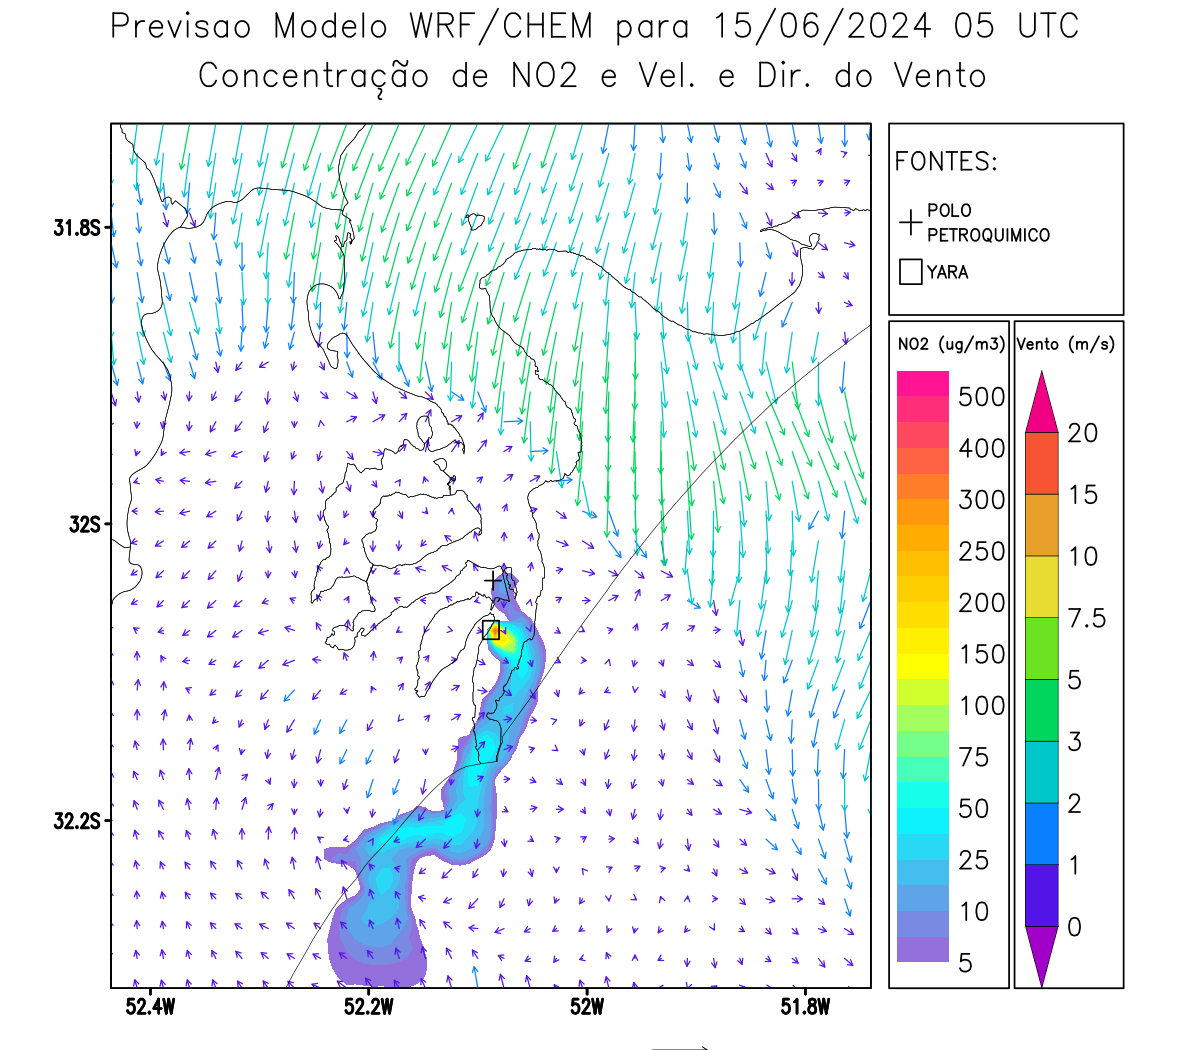 Previsao Modelo WRF/CHEM para 15/06/2024 05 UTC
Concentração de NO2 e Vel. e Dir. do Vento
FONTES:
POLO
PETROQUIMICO
YARA
NO2 (ug/m3)
500
400
300
250
200
150
100
75
50
25
10
5
Vento (m/s)
20
15
10
7.5
5
3
2
1
0
31.8S
32S
32.2S
52.4W
52.2W
52W
51.8W